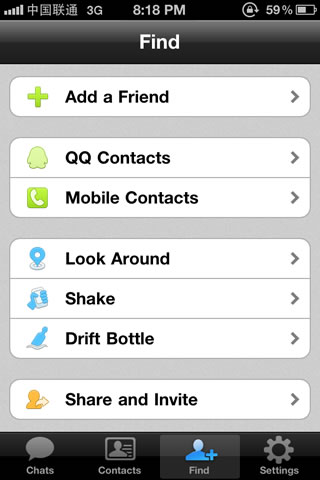 中国联通 3G 8:18 PM 59%
Find
Add a Friend
QQ Contacts
Mobile Contacts
Look Around
Shake
Drift Bottle
Share and Invite
Chats Contacts Find Settings